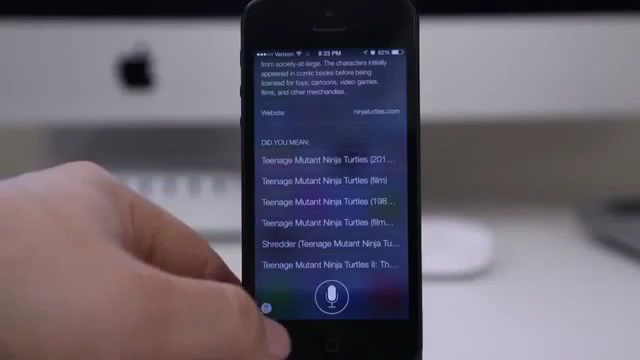 Verizon 8:23 PM 62%
from society-at-large. The characters initially
appeared in comic books before being
licensed for toys, cartoons, video games,
films, and other merchandise.
Website ninjaturtles.com
DID YOU MEAN:
Teenage Mutant Ninja Turtles (201...
Teenage Mutant Ninja Turtles (film)
Teenage Mutant Ninja Turtles (198...
Teenage Mutant Ninja Turtles (film...
Shredder (Teenage Mutant Ninja Tu...
Teenage Mutant Ninja Turtles II: Th...